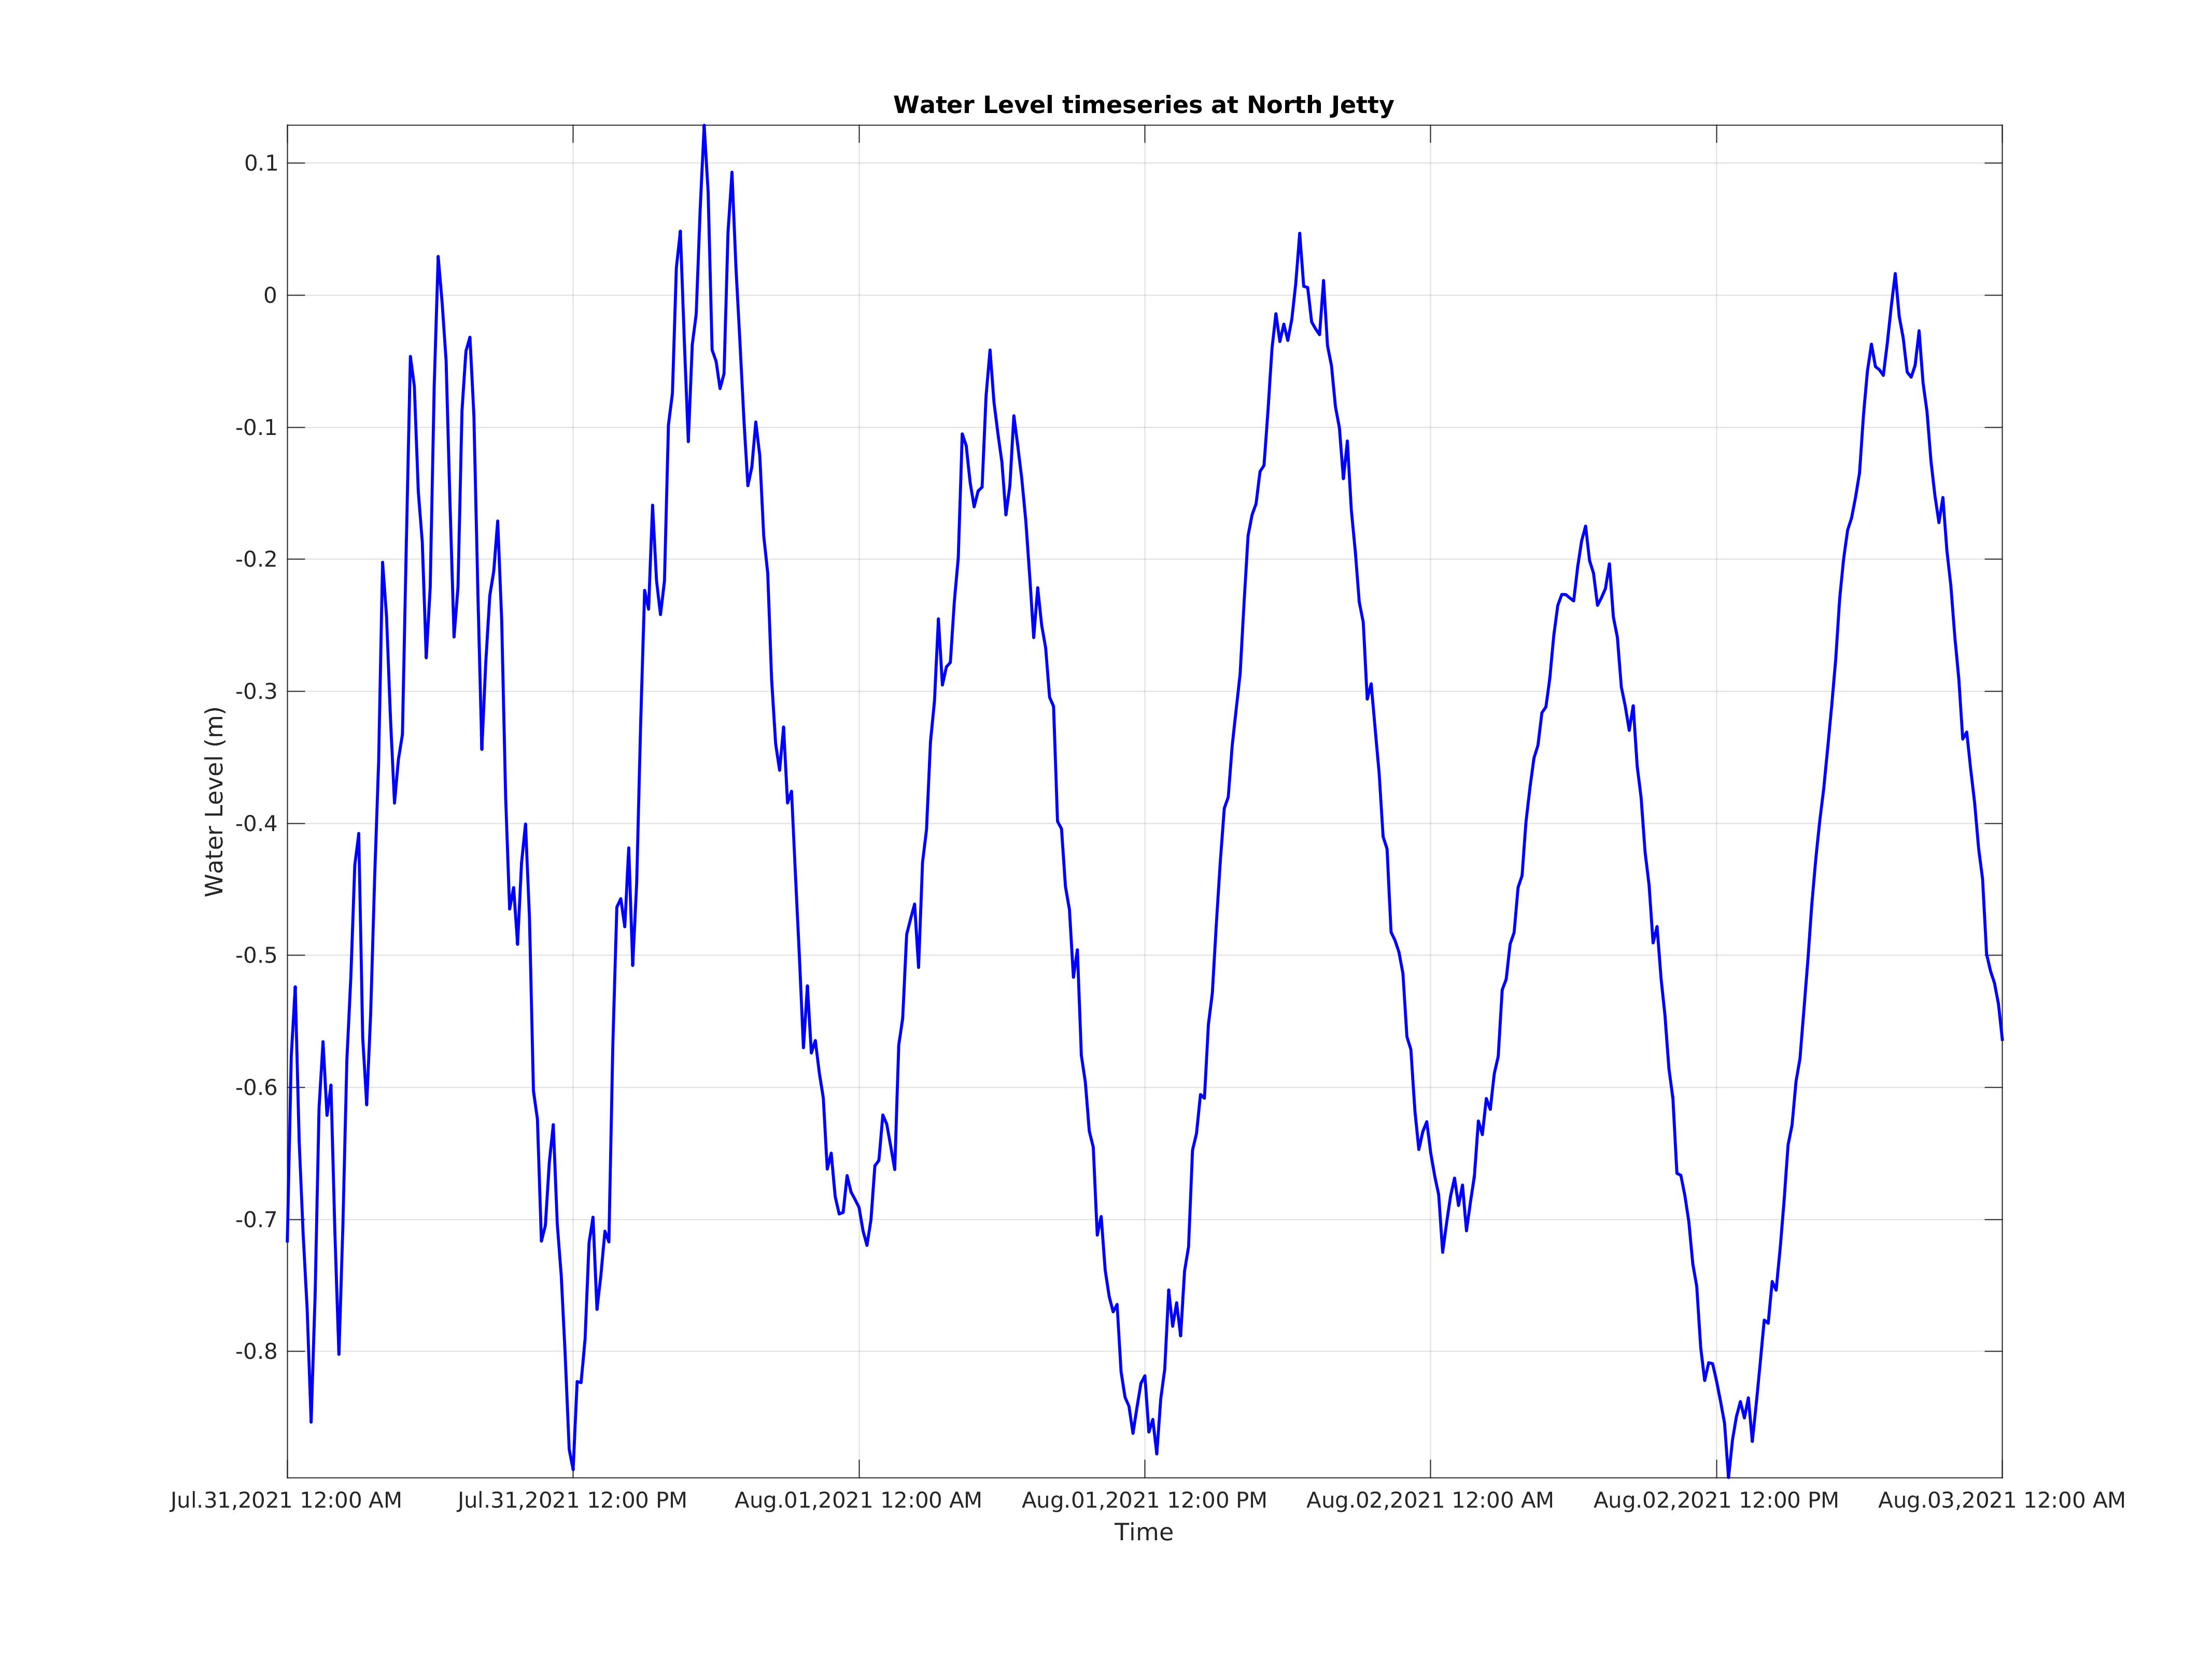 Water Level timeseries at North Jetty
0.1
0
-0.1
-0.2
-0.3
-0.4
-0.5
-0.6
-0.7
-0.8
Water Level (m)
Jul.31,2021 12:00 AM
Jul.31,2021 12:00 PM
Aug.01,2021 12:00 AM
Aug.01,2021 12:00 PM
Aug.02,2021 12:00 AM
Aug.02,2021 12:00 PM
Aug.03,2021 12:00 AM
Time